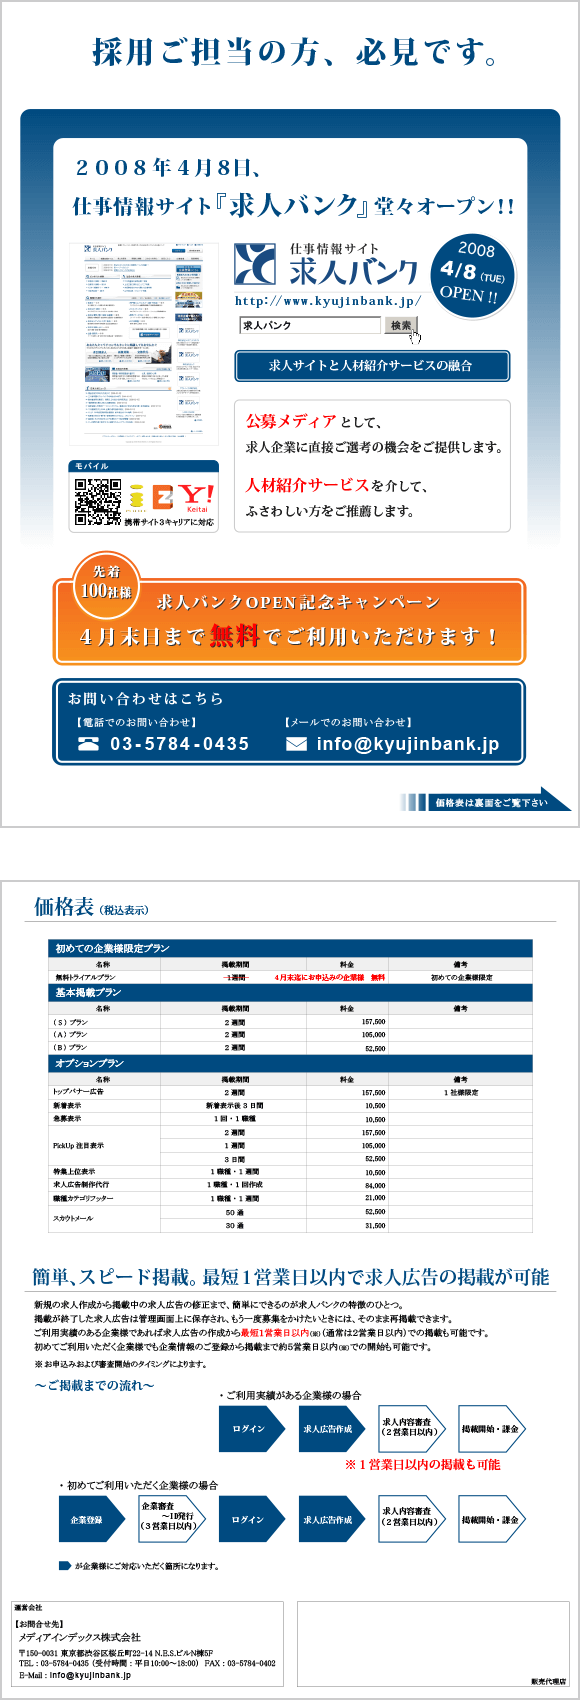 採用ご担当の方、必見です。
2008年4月8日、
仕事情報サイト『求人バンク』堂々オープン!!
求人バンク
仕事情報サイト
求人バンク
http://www.kyujinbank.jp/
2008
4/8(TUE)
OPEN !!
求人バンク
検索
求人サイトと人材紹介サービスの融合
公募メディアとして、
求人企業に直接ご選考の機会をご提供します。
人材紹介サービスを介して、
ふさわしい方をご推薦します。
モバイル
Y!
Keitai
携帯サイト3キャリアに対応
先着
100社様
求人バンクOPEN記念キャンペーン
4月末日まで無料でご利用いただけます!
お問い合わせはこちら
【電話でのお問い合わせ】
03-5784-0435
【メールでのお問い合わせ】
info@kyujinbank.jp
価格表は裏面をご覧下さい
価格表(税込表示)
初めての企業様限定プラン
名称 掲載期間 料金 備考
無料トライアルプラン 1週間 4月末迄にお申込みの企業様 無料 初めての企業様限定
基本掲載プラン
名称 掲載期間 料金 備考
(S)プラン 2週間 157,500
(A)プラン 2週間 105,000
(B)プラン 2週間 52,500
オプションプラン
名称 掲載期間 料金 備考
トップバナー広告 2週間 157,500 1社様限定
新着表示 新着表示後3日間 10,500
急募表示 1回・1職種 10,500
PickUp注目表示 2週間 157,500
1週間 105,000
3日間 52,500
特集上位表示 1職種・1週間 10,500
求人広告制作代行 1職種・1回作成 84,000
職種カテゴリフッター 1職種・1週間 21,000
スカウトメール 50通 52,500
30通 31,500
簡単、スピード掲載。最短1営業日以内で求人広告の掲載が可能
新規の求人作成から掲載中の求人広告の修正まで、簡単にできるのが求人バンクの特徴のひとつ。
掲載が終了した求人広告は管理画面上に保存され、もう一度募集をかけたいときには、そのまま再掲載できます。
ご利用実績のある企業様であれば求人広告の作成から最短1営業日以内(※)(通常は2営業日以内)での掲載も可能です。
初めてご利用いただく企業様でも企業情報のご登録から掲載まで約5営業日以内(※)での開始も可能です。
※お申込みおよび審査開始のタイミングによります。
～ご掲載までの流れ～
・ご利用実績がある企業様の場合
ログイン
求人広告作成
求人内容審査
(2営業日以内)
掲載開始・課金
※1営業日以内の掲載も可能
・初めてご利用いただく企業様の場合
企業登録
企業審査
～ID発行
(3営業日以内)
ログイン
求人広告作成
求人内容審査
(2営業日以内)
掲載開始・課金
が企業様にご対応いただく箇所になります。
運営会社
【お問合せ先】
メディアインデックス株式会社
〒150-0031 東京都渋谷区桜丘町22-14 N.E.S.ビルN棟5F
TEL:03-5784-0435(受付時間:平日10:00～18:00) FAX:03-5784-0402
E-Mail:info@kyujinbank.jp
販売代理店